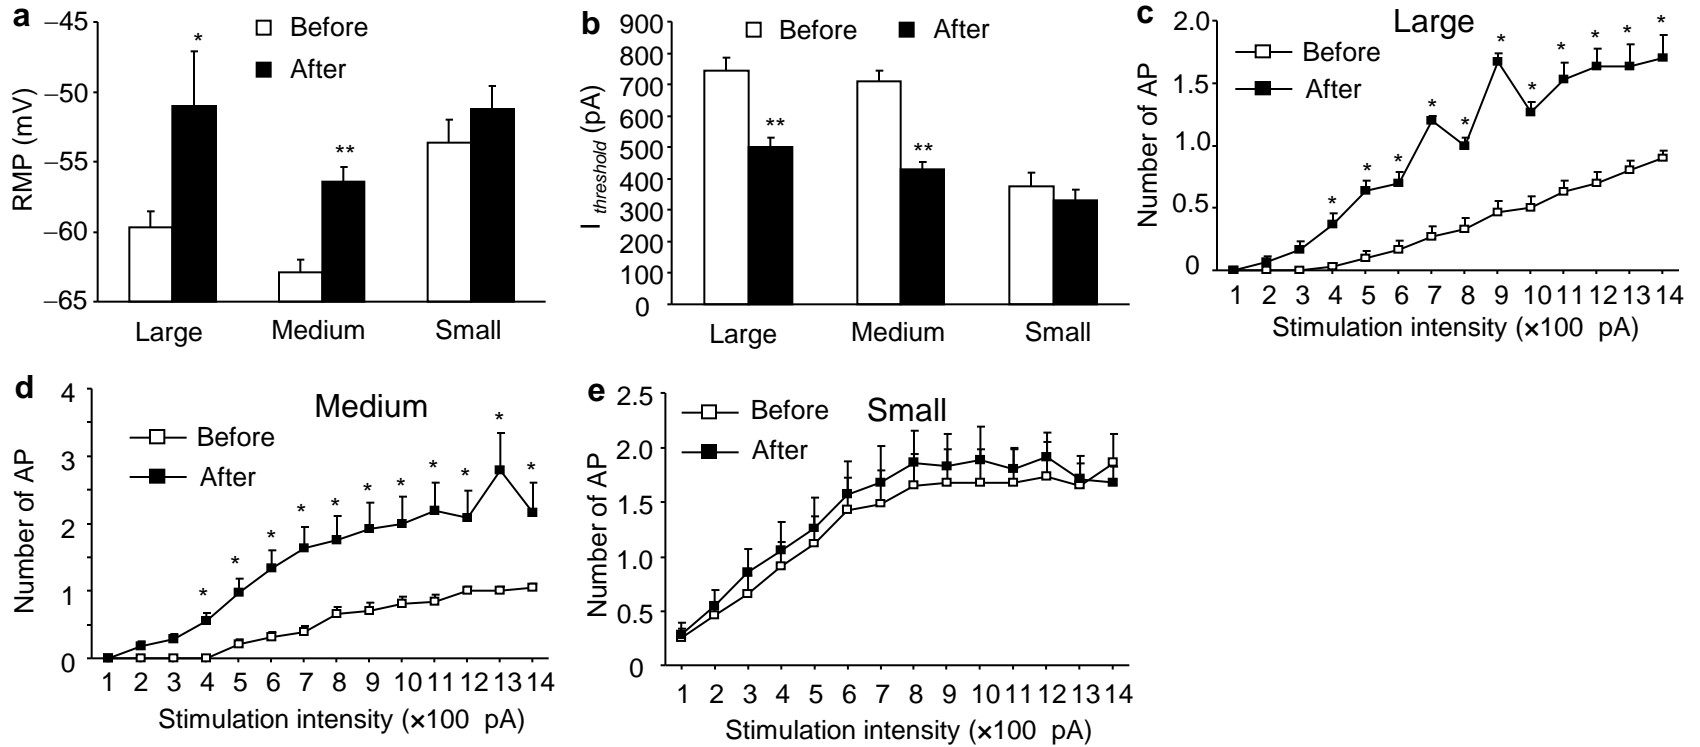 a
−45
−50
−55
−60
−65
RMP (mV)
Before
After
*
**
Large
Medium
Small
b
900
800
700
600
500
400
300
200
100
0
I threshold (pA)
Before
After
**
**
Large
Medium
Small
c
Large
2.0
1.5
1.0
0.5
0
Number of AP
Before
After
* * * * * * * * * * *
1 2 3 4 5 6 7 8 9 10 11 12 13 14
Stimulation intensity (×100 pA)
d
Medium
4
3
2
1
0
Number of AP
Before
After
* * * * * * * * * * *
1 2 3 4 5 6 7 8 9 10 11 12 13 14
Stimulation intensity (×100 pA)
e
Small
2.5
2.0
1.5
1.0
0.5
0
Number of AP
Before
After
1 2 3 4 5 6 7 8 9 10 11 12 13 14
Stimulation intensity (×100 pA)